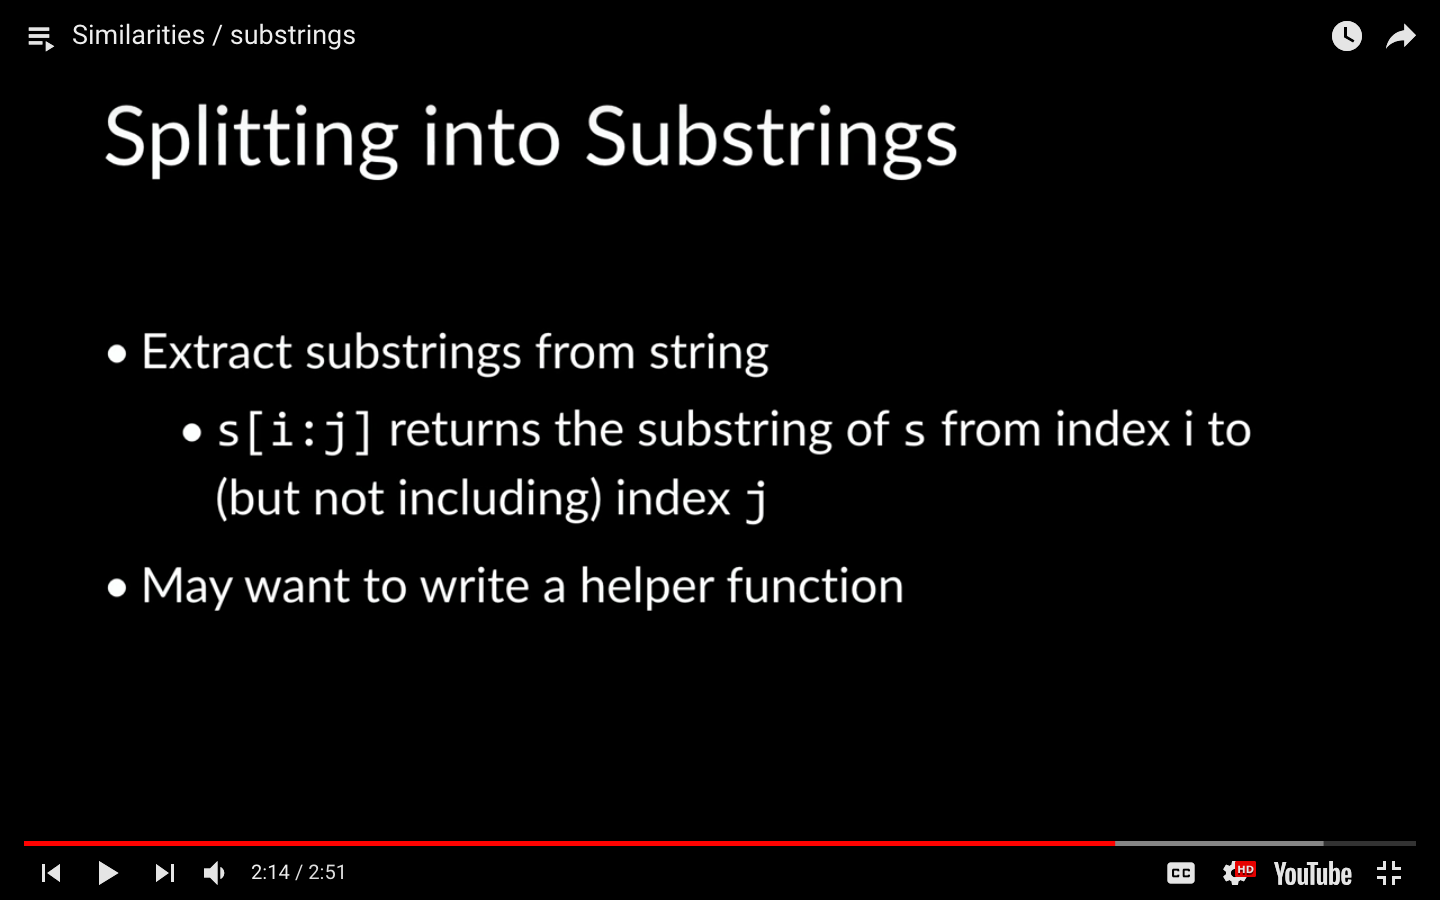 Similarities / substrings
Splitting into Substrings
• Extract substrings from string
• s[i:j] returns the substring of s from index i to
(but not including) index j
• May want to write a helper function
2:14 / 2:51
CC
HD
YouTube